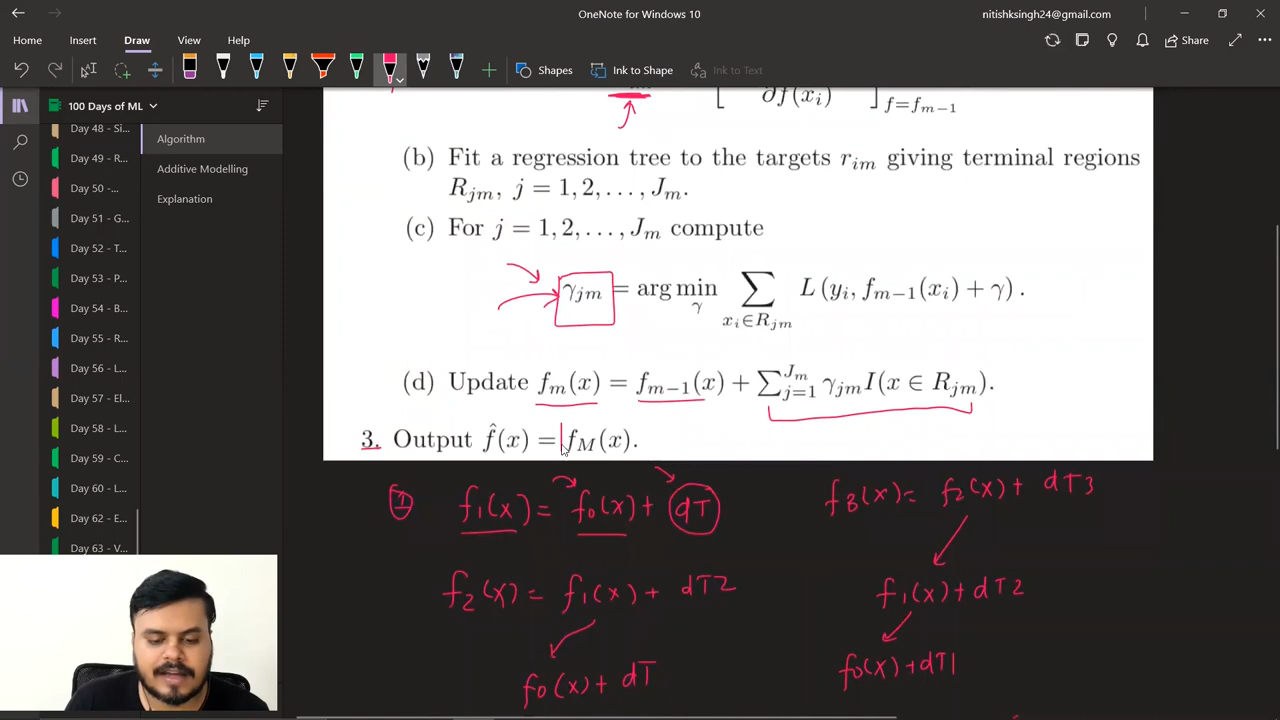 OneNote for Windows 10
nitishksingh24@gmail.com
Home Insert Draw View Help
Share
Shapes Ink to Shape Ink to Text
100 Days of ML
Day 48 - Si...
Day 49 - R...
Day 50 -...
Day 51 - G...
Day 52 - T...
Day 53 - P...
Day 54 - B...
Day 55 - R...
Day 56 - L...
Day 57 - El...
Day 58 - L...
Day 59 - C...
Day 60 - L...
Day 62 - E...
Day 63 - V...
Algorithm
Additive Modelling
Explanation
[ ∂f(xᵢ) ]f=fm−1
(b) Fit a regression tree to the targets rim giving terminal regions
Rjm, j = 1, 2, . . . , Jm.
(c) For j = 1, 2, . . . , Jm compute
γjm = arg min γ ∑ xi∈Rjm L (yi, fm−1(xi) + γ) .
(d) Update fm(x) = fm−1(x) + ∑ Jm j=1 γjm I(x ∈ Rjm).
3. Output f̂(x) = fM(x).
① f1(x) = f0(x) + dT
f2(x) = f1(x) + dT2
f0(x) + dT
f3(x) = f2(x) + dT3
f1(x) + dT2
f0(x) + dT1